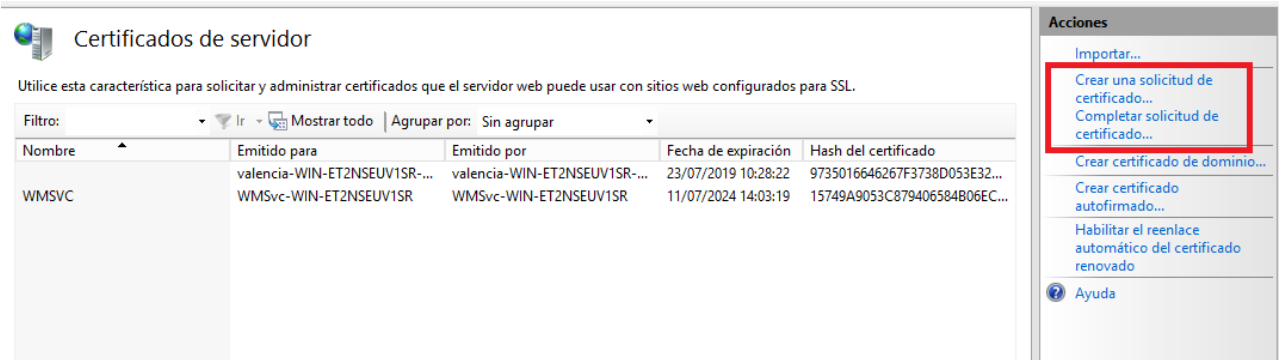 Certificados de servidor
Utilice esta característica para solicitar y administrar certificados que el servidor web puede usar con sitios web configurados para SSL.
Filtro: Ir Mostrar todo Agrupar por: Sin agrupar
Nombre Emitido para Emitido por Fecha de expiración Hash del certificado
valencia-WIN-ET2NSEUV1SR-... valencia-WIN-ET2NSEUV1SR-... 23/07/2019 10:28:22 9735016646267F3738D053E32...
WMSVC WMSvc-WIN-ET2NSEUV1SR WMSvc-WIN-ET2NSEUV1SR 11/07/2024 14:03:19 15749A9053C879406584B06EC...
Acciones
Importar...
Crear una solicitud de
certificado...
Completar solicitud de
certificado...
Crear certificado de dominio...
Crear certificado
autofirmado...
Habilitar el reenlace
automático del certificado
renovado
Ayuda